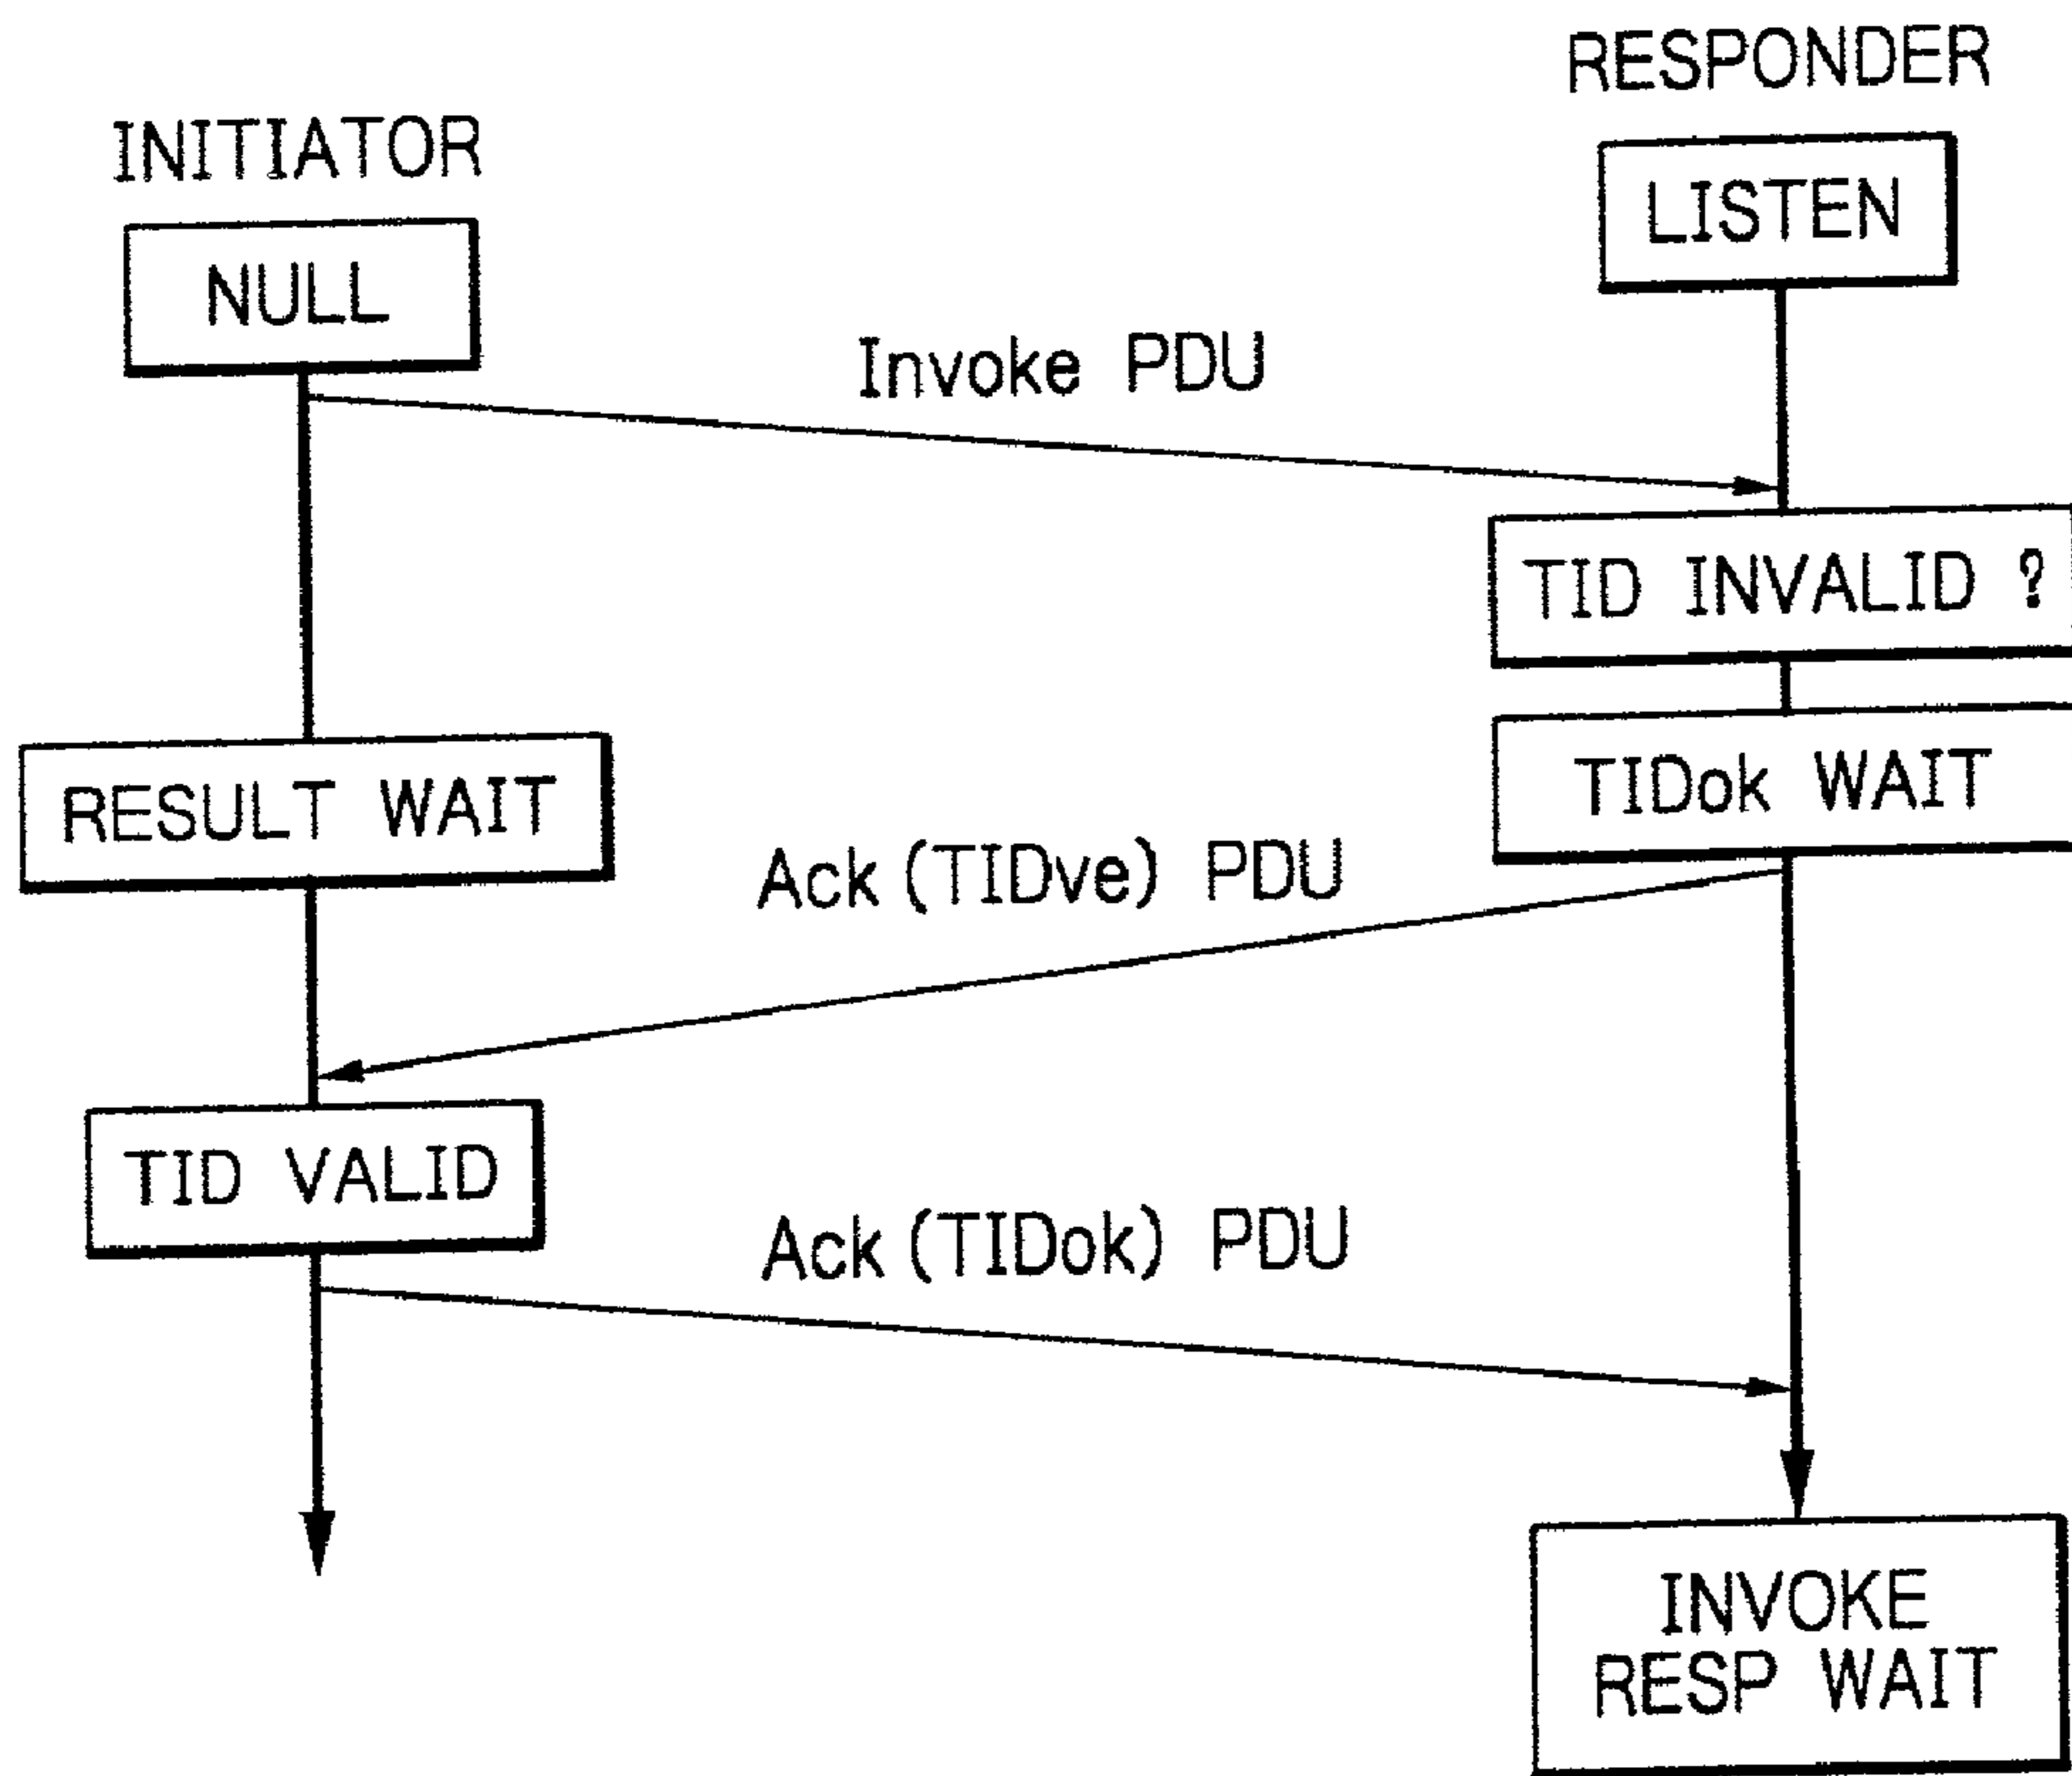 RESPONDER
INITIATOR
LISTEN
NULL
Invoke PDU
TID INVALID ?
TIDok WAIT
RESULT WAIT
Ack (TIDve) PDU
TID VALID
Ack (TIDok) PDU
INVOKE
RESP WAIT